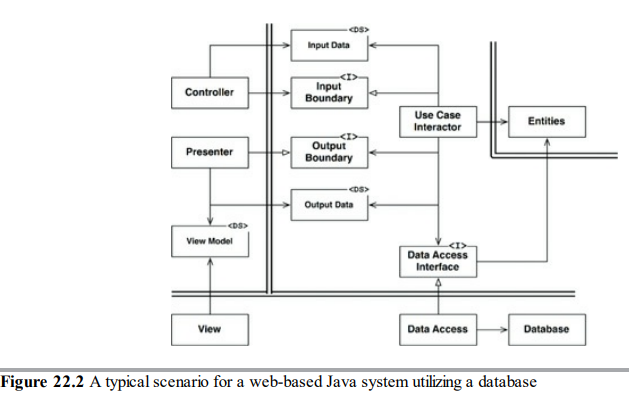 <DS>
Input Data
Controller
<I>
Input
Boundary
Use Case
Interactor
Entities
Presenter
<I>
Output
Boundary
<DS>
Output Data
<DS>
View Model
<I>
Data Access
Interface
View
Data Access
Database
Figure 22.2 A typical scenario for a web-based Java system utilizing a database